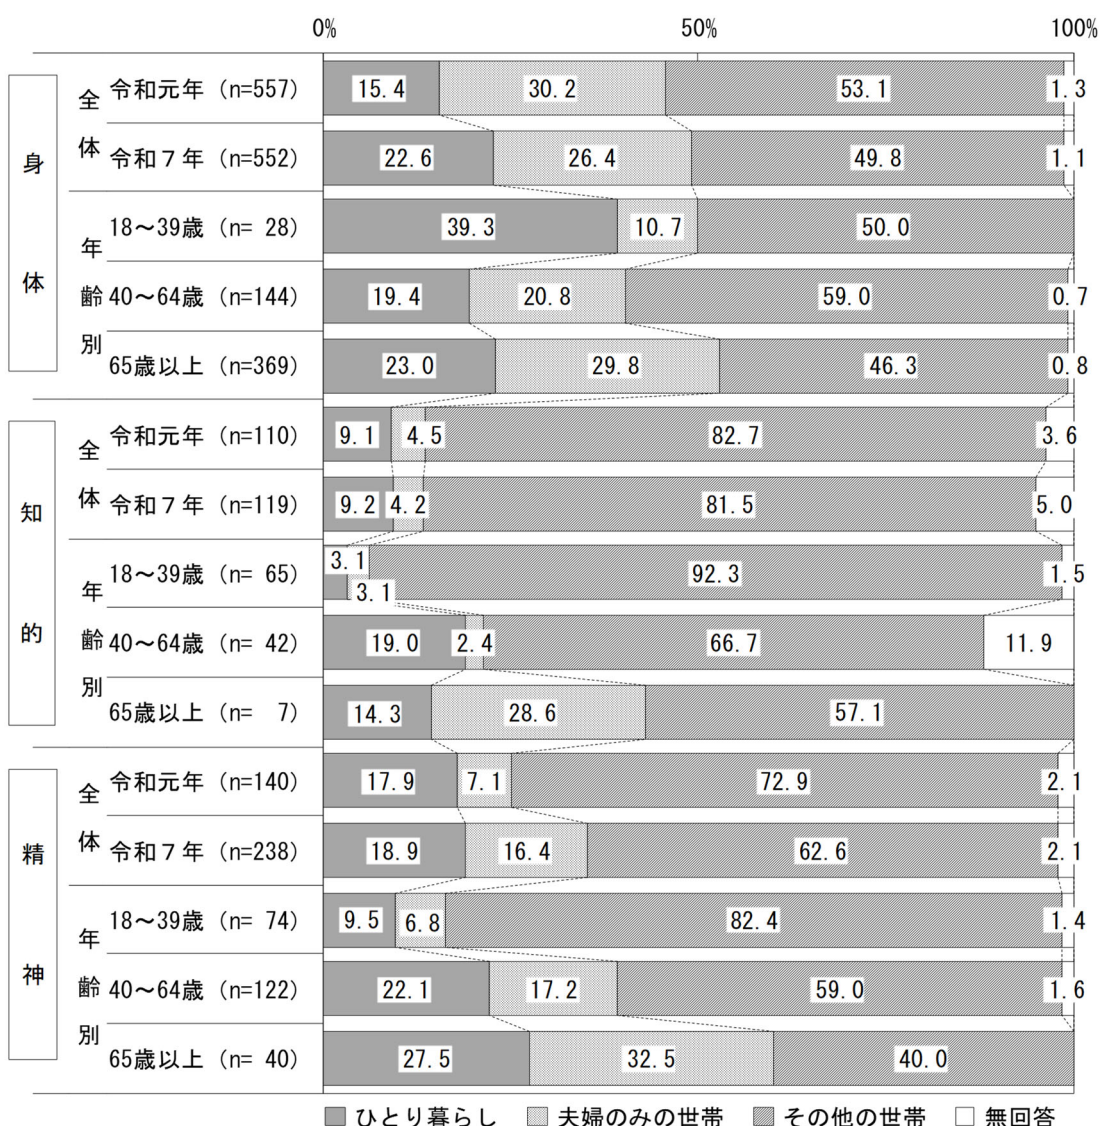 0% 50% 100%
身体
全体
令和元年 (n=557) 15.4 30.2 53.1 1.3
令和７年 (n=552) 22.6 26.4 49.8 1.1
年齢別
18～39歳 (n= 28) 39.3 10.7 50.0
40～64歳 (n=144) 19.4 20.8 59.0 0.7
65歳以上 (n=369) 23.0 29.8 46.3 0.8
知的
全体
令和元年 (n=110) 9.1 4.5 82.7 3.6
令和７年 (n=119) 9.2 4.2 81.5 5.0
年齢別
18～39歳 (n= 65) 3.1 3.1 92.3 1.5
40～64歳 (n= 42) 19.0 2.4 66.7 11.9
65歳以上 (n=  7) 14.3 28.6 57.1
精神
全体
令和元年 (n=140) 17.9 7.1 72.9 2.1
令和７年 (n=238) 18.9 16.4 62.6 2.1
年齢別
18～39歳 (n= 74) 9.5 6.8 82.4 1.4
40～64歳 (n=122) 22.1 17.2 59.0 1.6
65歳以上 (n= 40) 27.5 32.5 40.0
ひとり暮らし 夫婦のみの世帯 その他の世帯 無回答